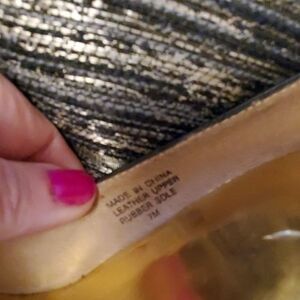 MADE IN CHINA
LEATHER UPPER
RUBBER SOLE
7M